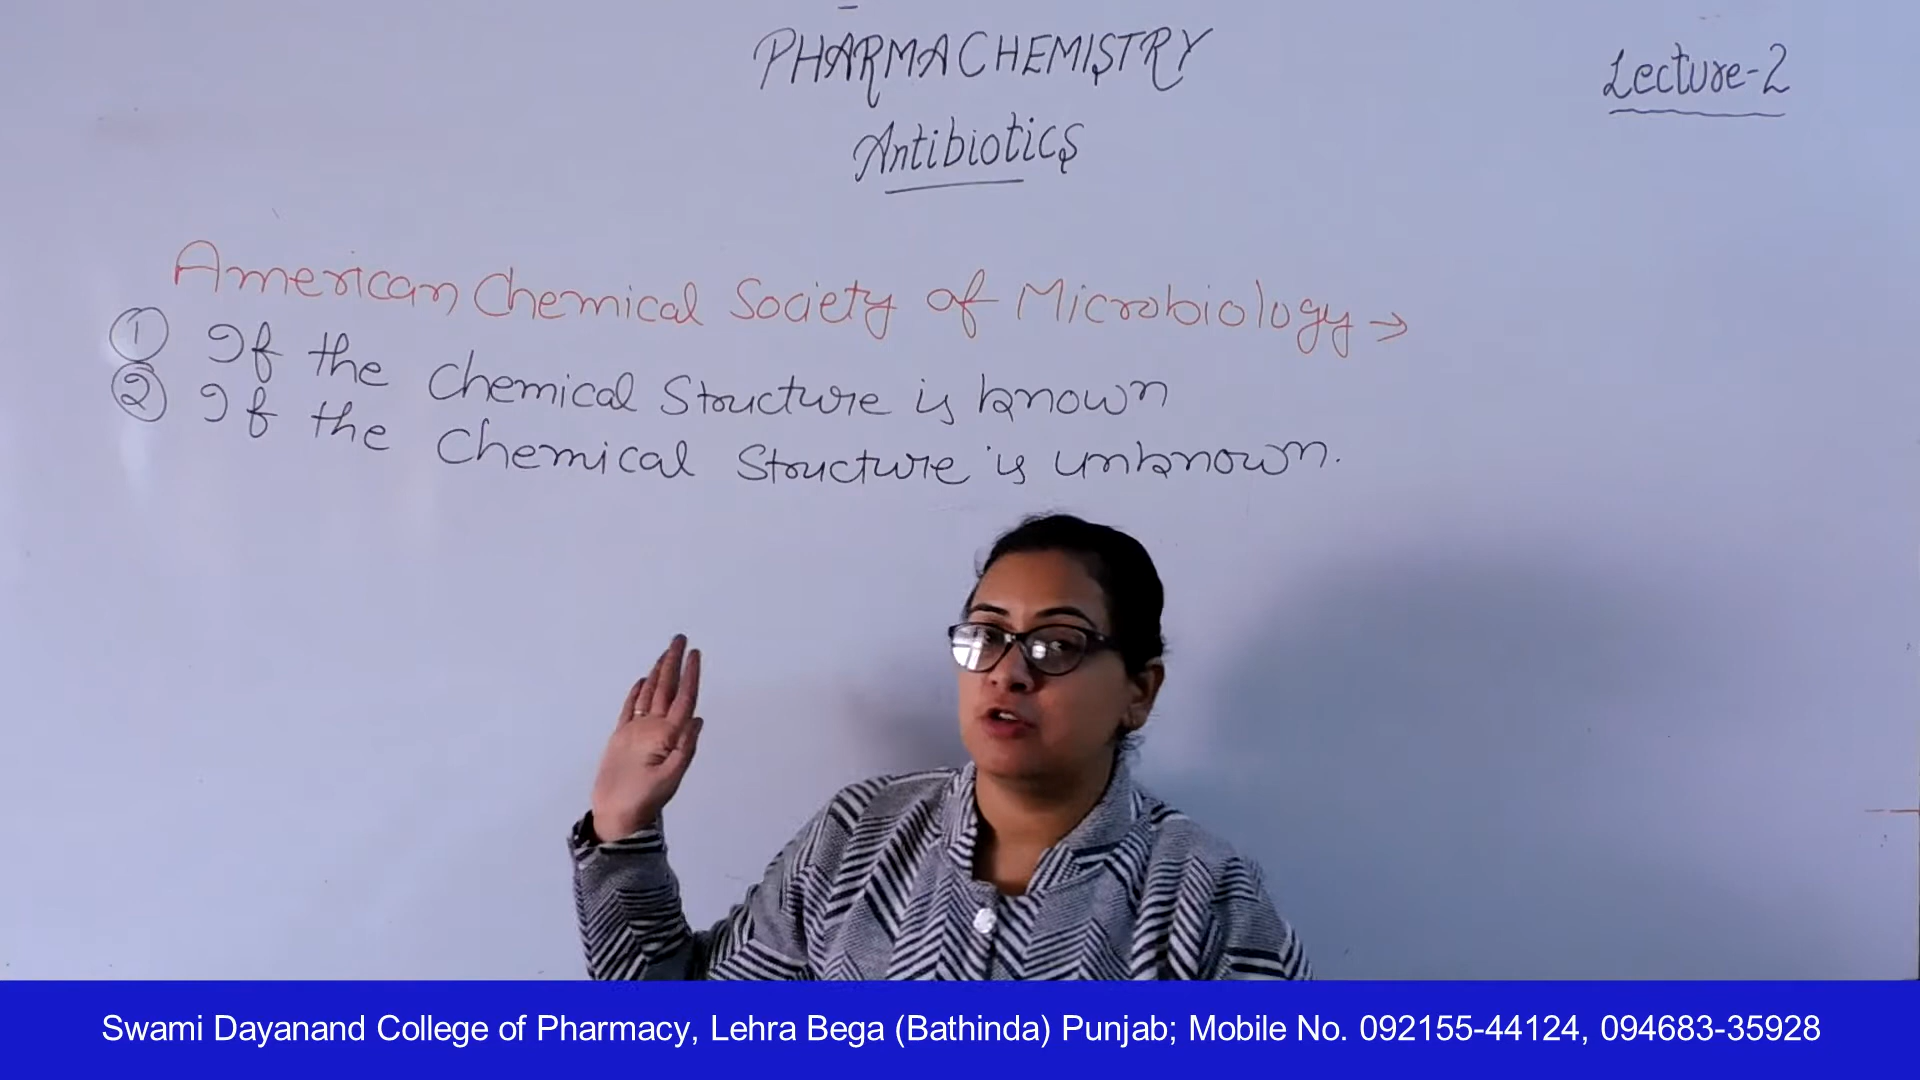 PHARMACHEMISTRY
Lecture-2
Antibiotics
American Chemical Society of Microbiology →
① If the Chemical Structure is known
② If the Chemical Structure is unknown.
Swami Dayanand College of Pharmacy, Lehra Bega (Bathinda) Punjab; Mobile No. 092155-44124, 094683-35928